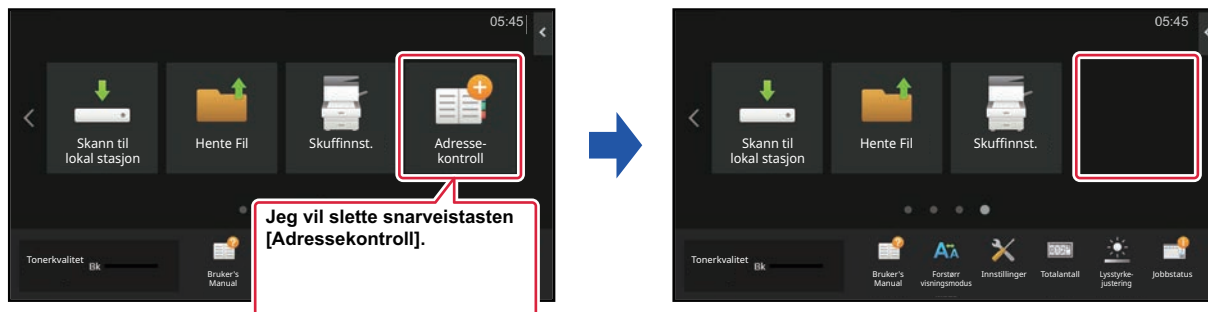 05:45
Skann til
lokal stasjon
Hente Fil
Skuffinnst.
Adresse-
kontroll
Jeg vil slette snarveistasten
[Adressekontroll].
Tonerkvalitet
Bk
Bruker's
Manual
05:45
Skann til
lokal stasjon
Hente Fil
Skuffinnst.
Tonerkvalitet
Bk
Bruker's
Manual
Forstørr
visningsmodus
Innstillinger
Totalantall
Lysstyrke-
justering
Jobbstatus